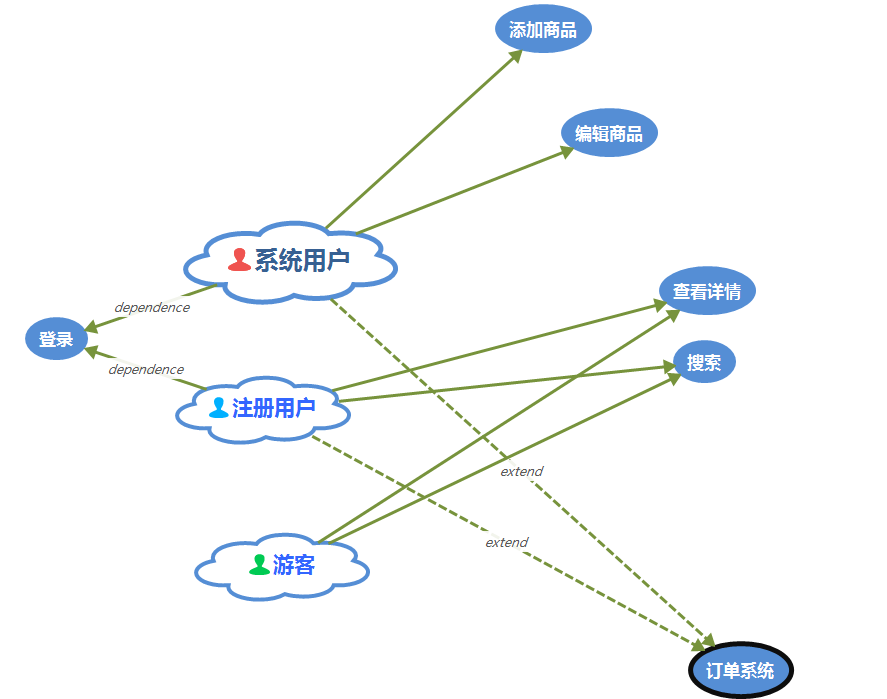 添加商品
编辑商品
系统用户
查看详情
dependence
登录
搜索
dependence
注册用户
extend
extend
游客
订单系统